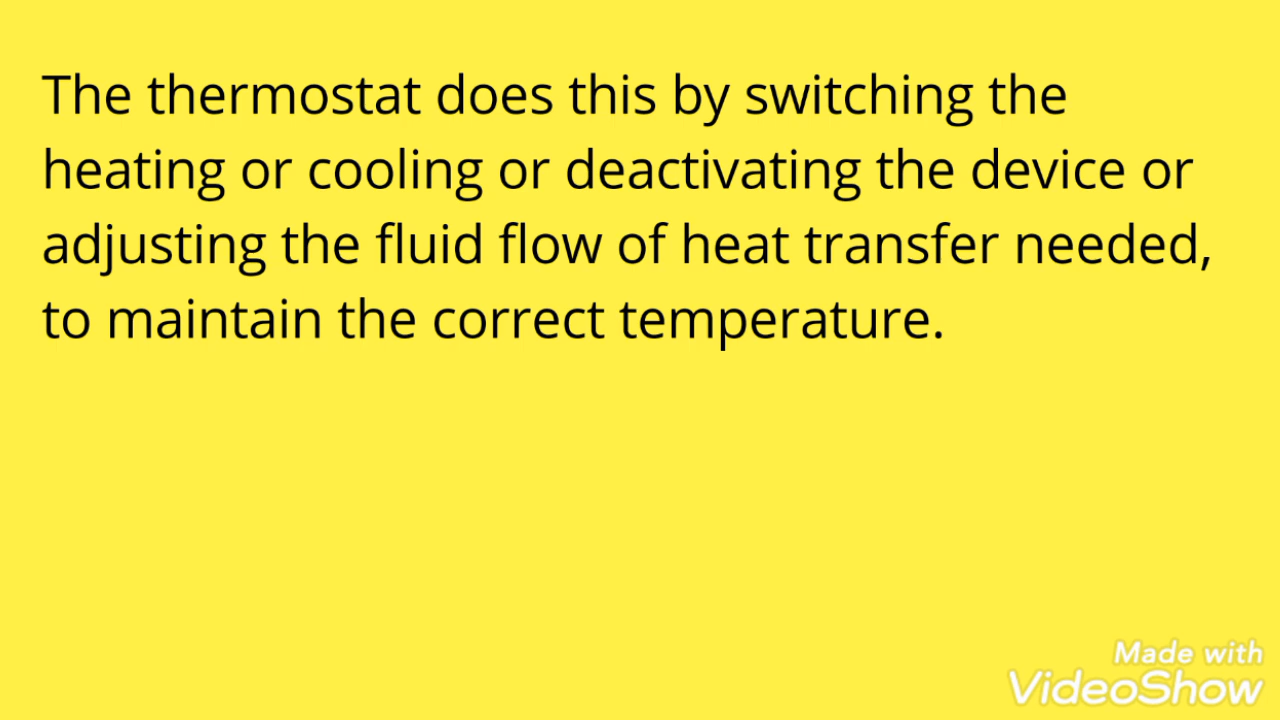 The thermostat does this by switching the
heating or cooling or deactivating the device or
adjusting the fluid flow of heat transfer needed,
to maintain the correct temperature.
Made with
VideoShow